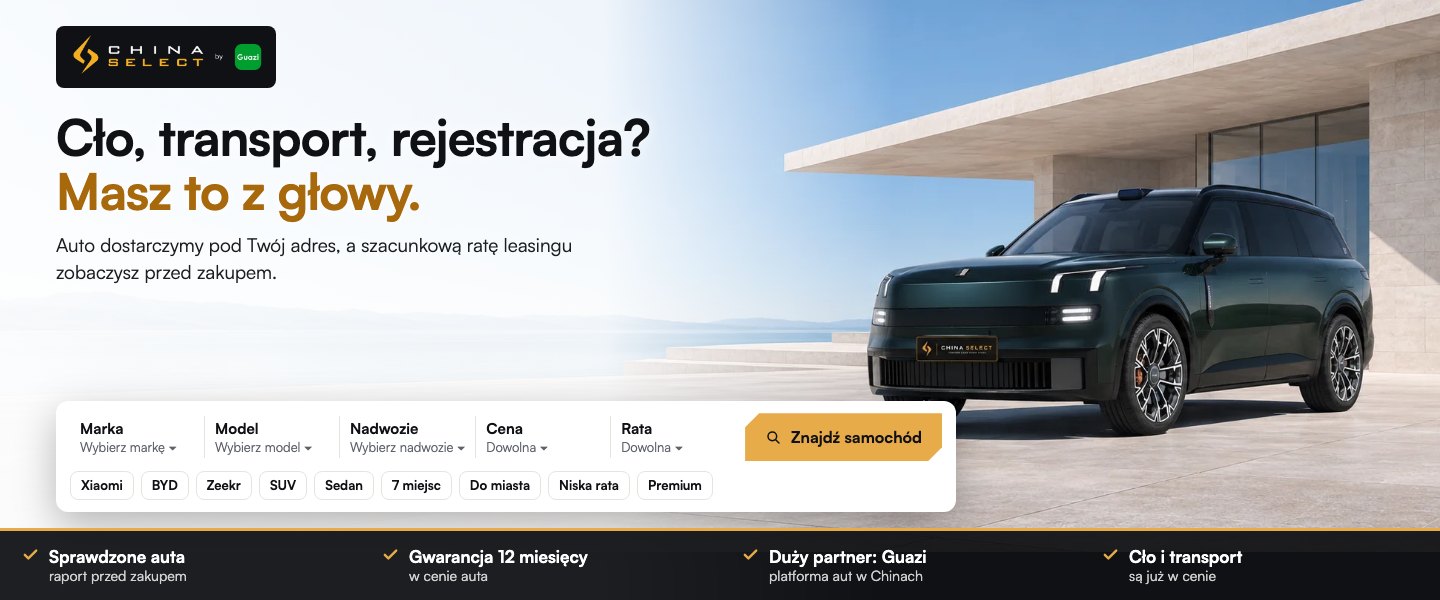 CHINA
SELECT
by
Guazi
Cło, transport, rejestracja?
Masz to z głowy.
Auto dostarczymy pod Twój adres, a szacunkową ratę leasingu
zobaczysz przed zakupem.
CHINA SELECT
Marka
Wybierz markę
Model
Wybierz model
Nadwozie
Wybierz nadwozie
Cena
Dowolna
Rata
Dowolna
Znajdź samochód
Xiaomi
BYD
Zeekr
SUV
Sedan
7 miejsc
Do miasta
Niska rata
Premium
Sprawdzone auta
raport przed zakupem
Gwarancja 12 miesięcy
w cenie auta
Duży partner: Guazi
platforma aut w Chinach
Cło i transport
są już w cenie